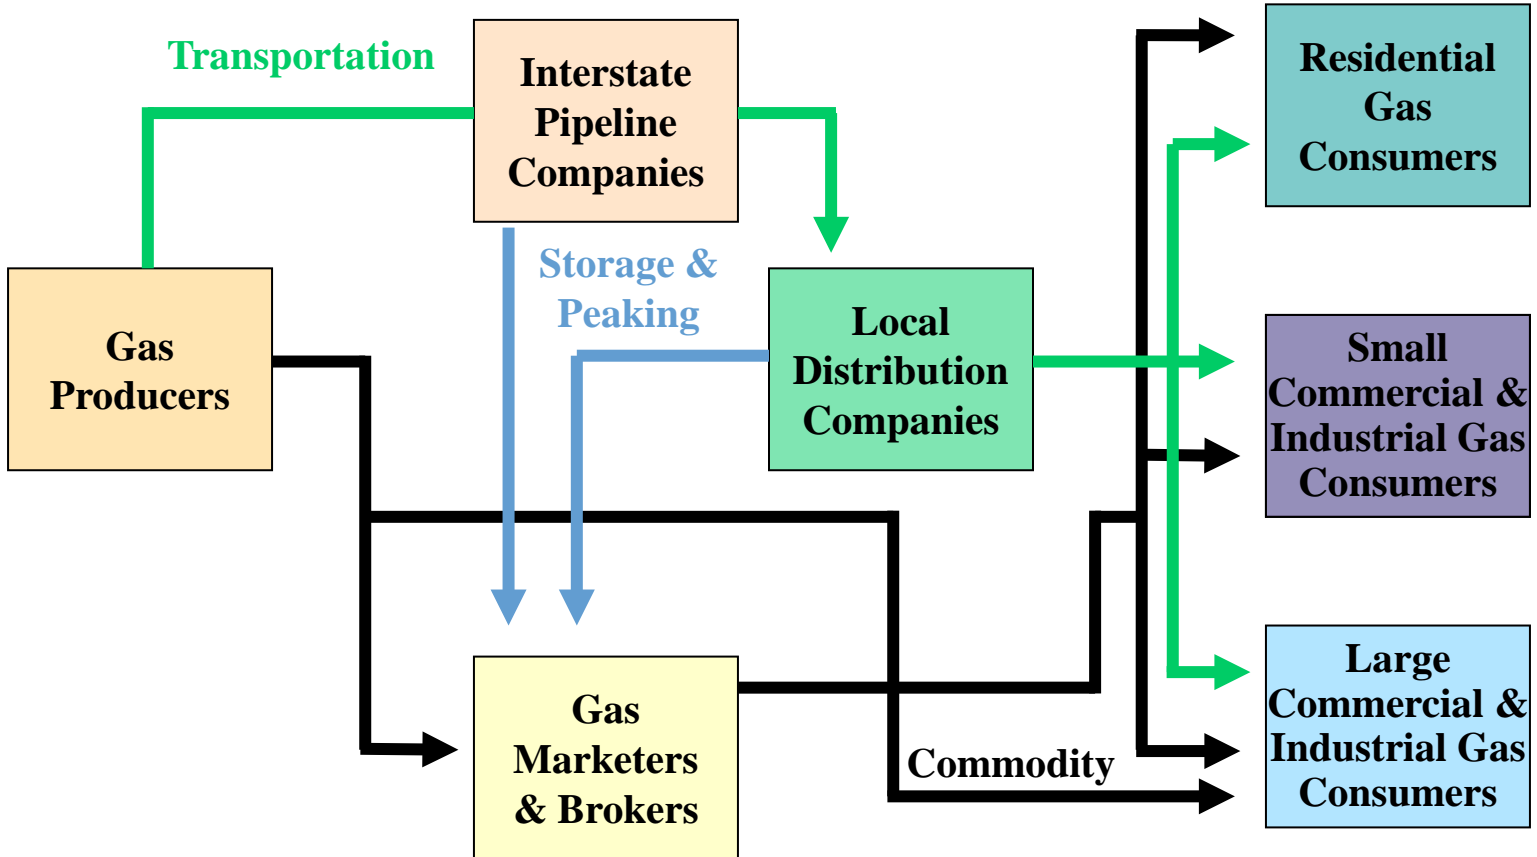 Transportation
Interstate
Pipeline
Companies
Residential
Gas
Consumers
Storage &
Peaking
Gas
Producers
Local
Distribution
Companies
Small
Commercial &
Industrial Gas
Consumers
Gas
Marketers
& Brokers
Commodity
Large
Commercial &
Industrial Gas
Consumers